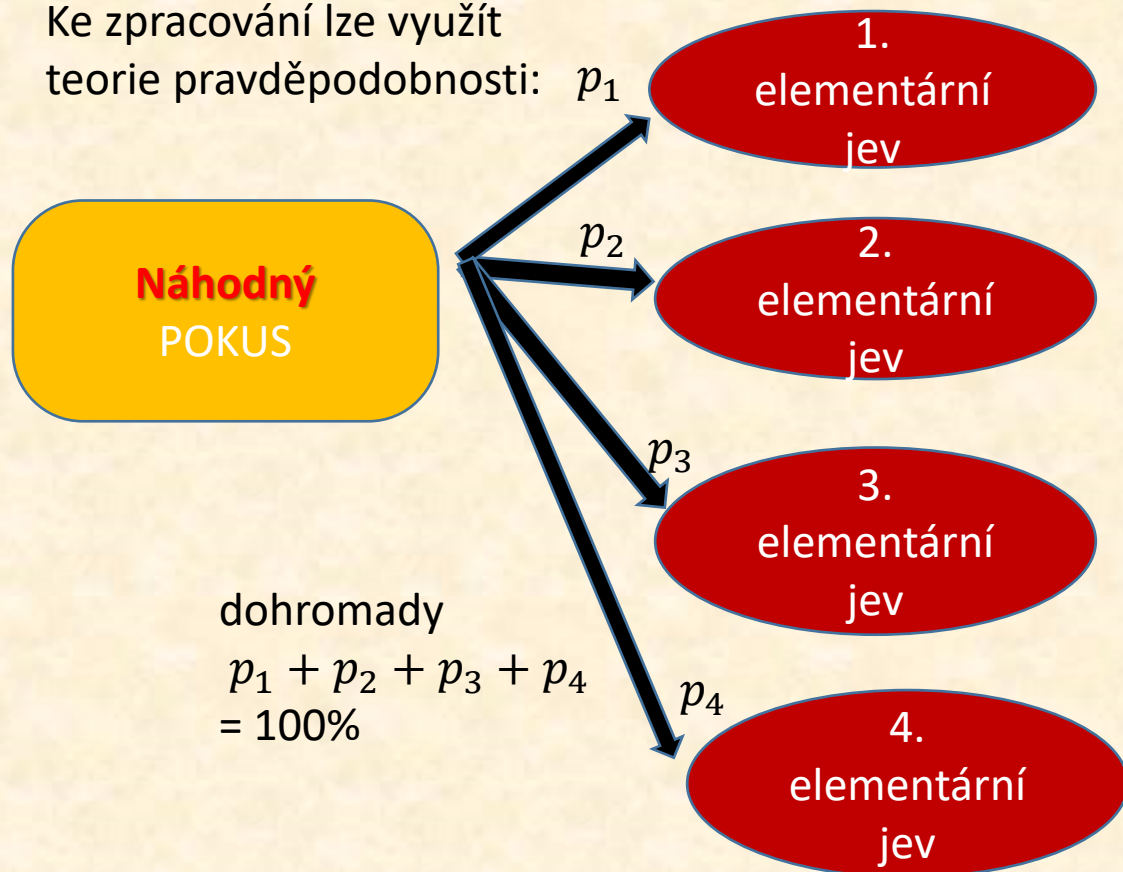 Ke zpracování lze využít
teorie pravděpodobnosti:
p₁
1.
elementární
jev
Náhodný
POKUS
p₂
2.
elementární
jev
p₃
3.
elementární
jev
dohromady
p₁ + p₂ + p₃ + p₄
= 100%
p₄
4.
elementární
jev